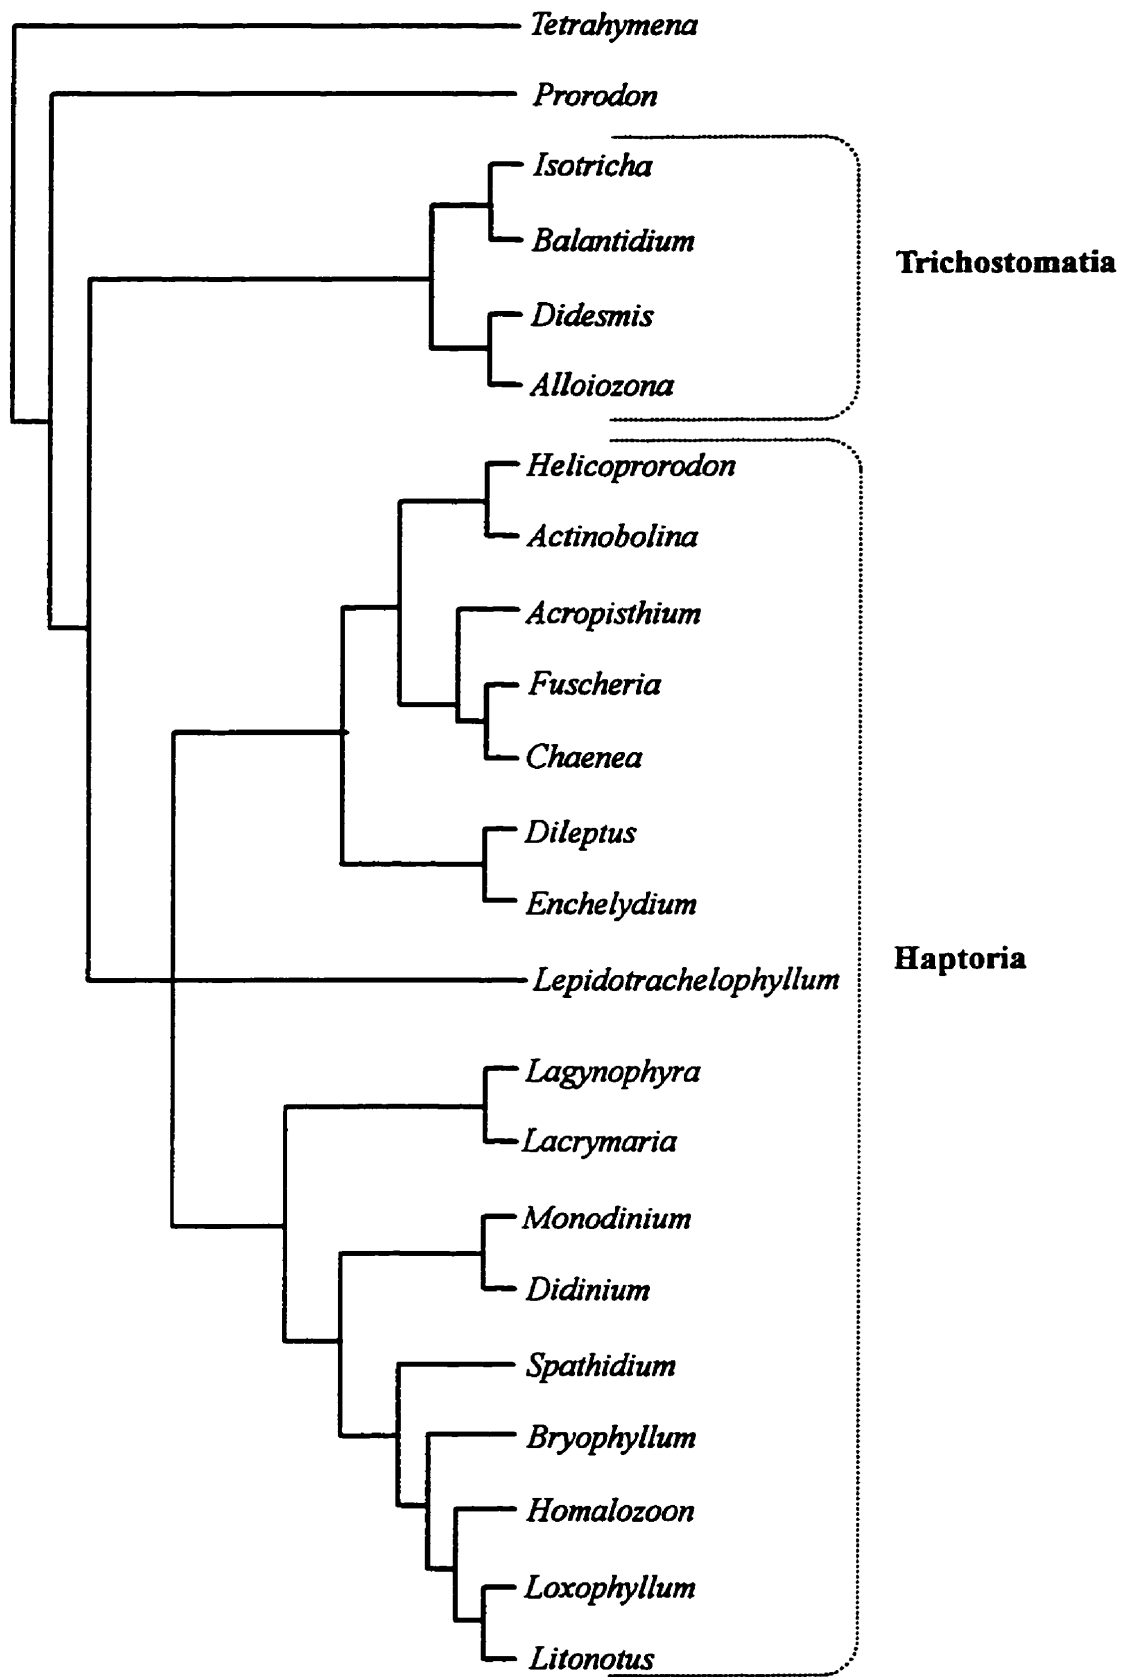 Tetrahymena
Prorodon
Isotricha
Balantidium
Trichostomatia
Didesmis
Alloiozona
Helicoprorodon
Actinobolina
Acropisthium
Fuscheria
Chaenea
Dileptus
Enchelydium
Haptoria
Lepidotrachelophyllum
Lagynophyra
Lacrymaria
Monodinium
Didinium
Spathidium
Bryophyllum
Homalozoon
Loxophyllum
Litonotus